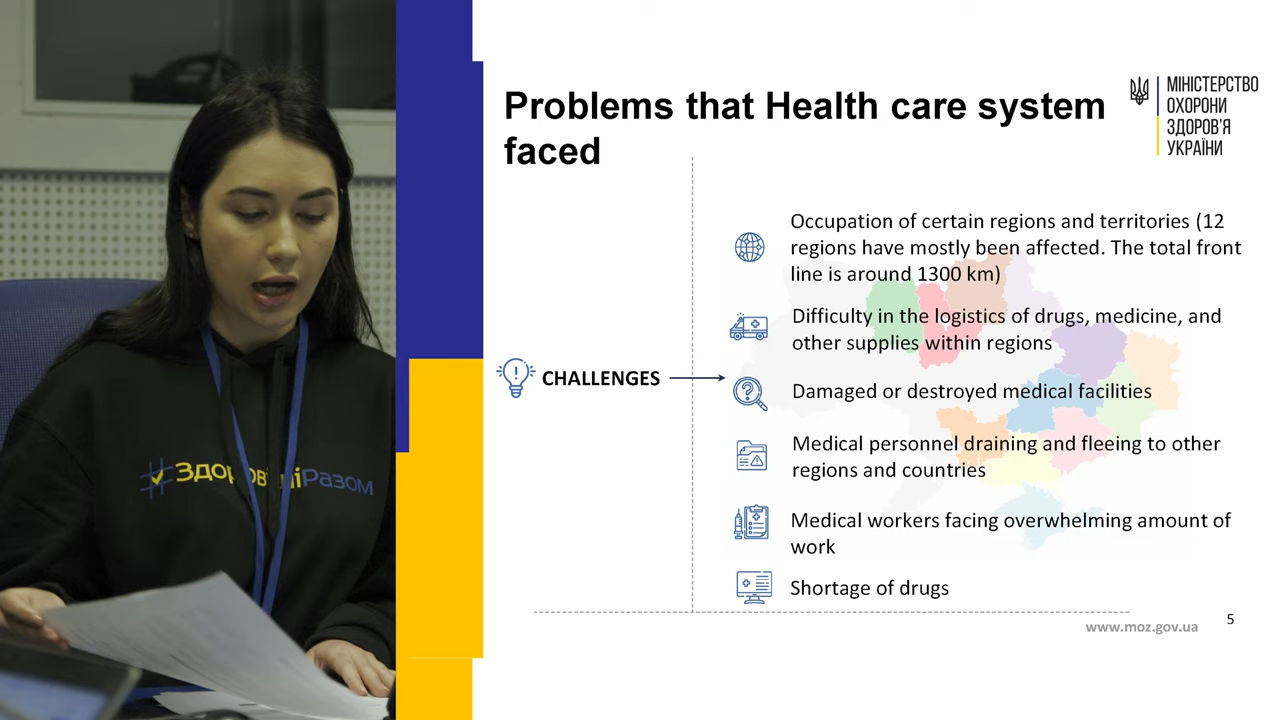 Problems that Health care system
faced
МІНІСТЕРСТВО
ОХОРОНИ
ЗДОРОВ'Я
УКРАЇНИ
Occupation of certain regions and territories (12
regions have mostly been affected. The total front
line is around 1300 km)
Difficulty in the logistics of drugs, medicine, and
other supplies within regions
CHALLENGES
Damaged or destroyed medical facilities
Medical personnel draining and fleeing to other
regions and countries
Medical workers facing overwhelming amount of
work
Shortage of drugs
www.moz.gov.ua
5